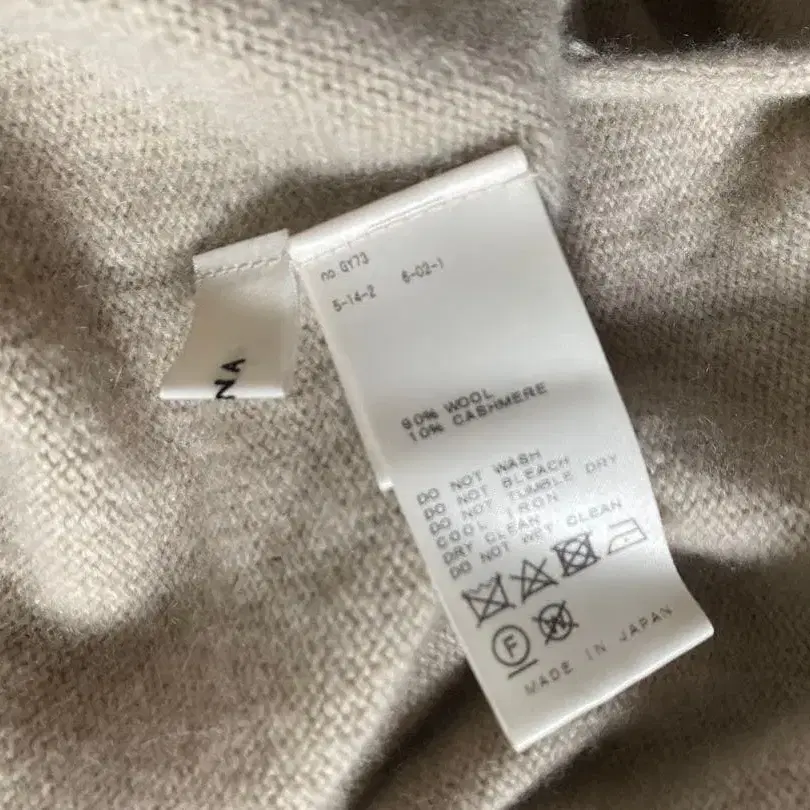 no. GY73
5-14-2 6-02-1
90% WOOL
10% CASHMERE
DO NOT WASH
DO NOT BLEACH
DO NOT TUMBLE DRY
COOL IRON
DRY CLEAN
DO NOT WET CLEAN
F W
MADE IN JAPAN
NA